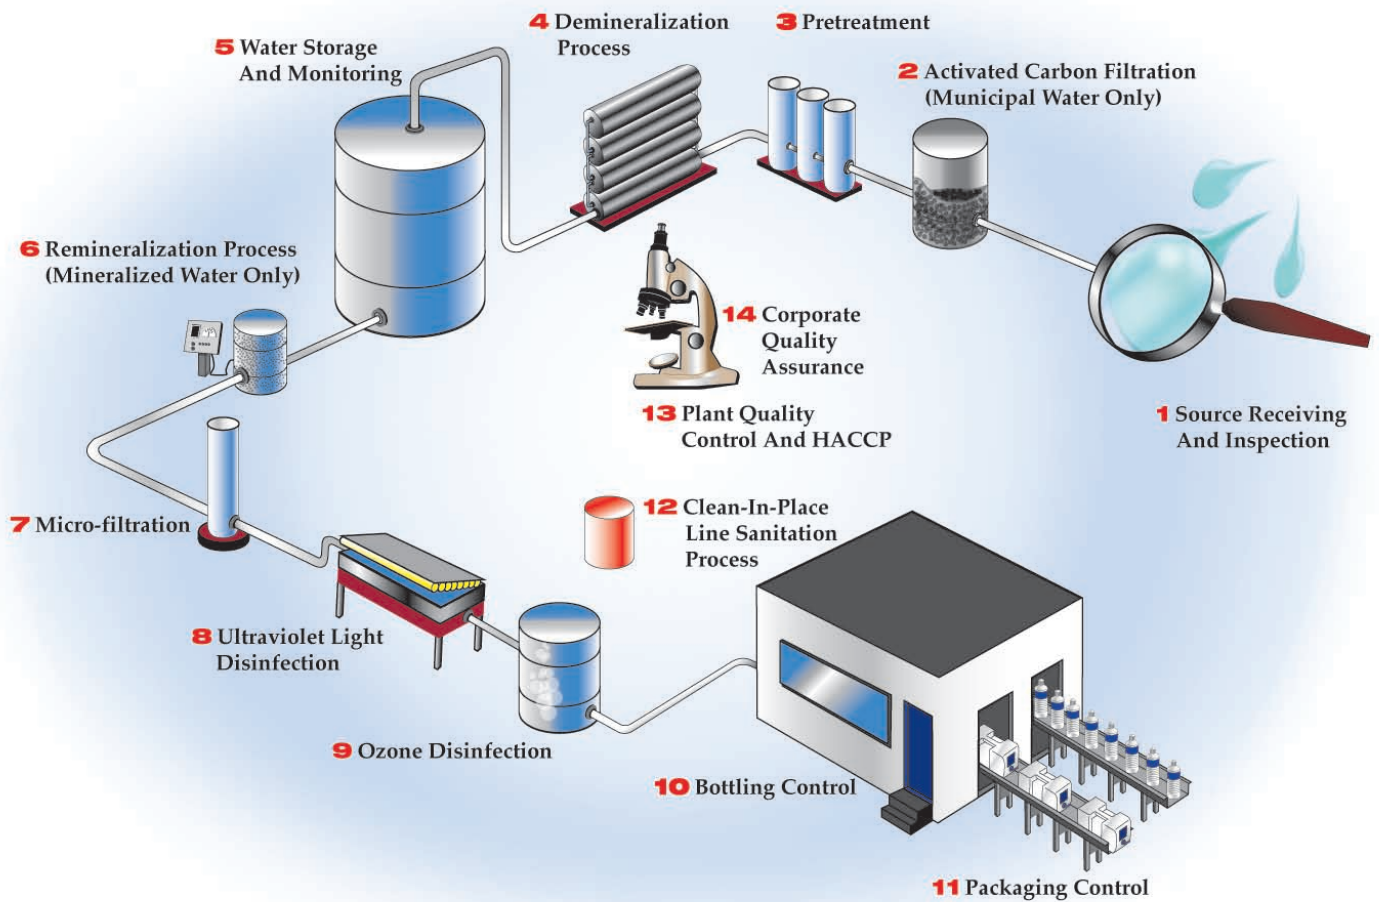 1 Source Receiving
And Inspection
2 Activated Carbon Filtration
(Municipal Water Only)
3 Pretreatment
4 Demineralization
Process
5 Water Storage
And Monitoring
6 Remineralization Process
(Mineralized Water Only)
7 Micro-filtration
8 Ultraviolet Light
Disinfection
9 Ozone Disinfection
10 Bottling Control
11 Packaging Control
12 Clean-In-Place
Line Sanitation
Process
13 Plant Quality
Control And HACCP
14 Corporate
Quality
Assurance